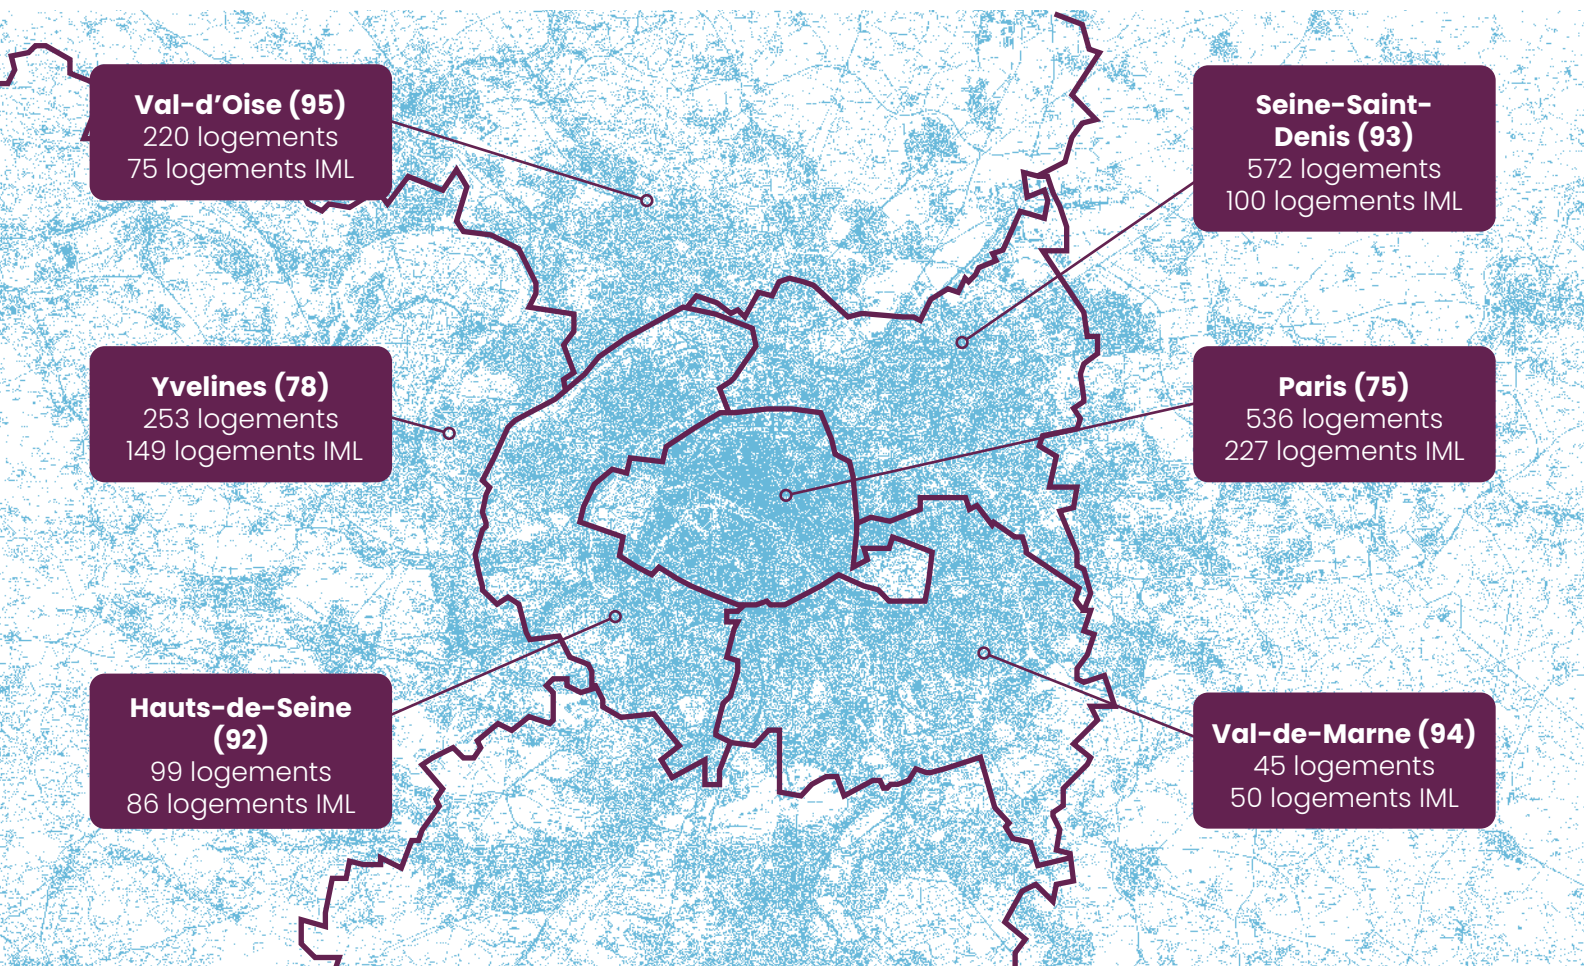 Val-d’Oise (95)
220 logements
75 logements IML
Seine-Saint-
Denis (93)
572 logements
100 logements IML
Yvelines (78)
253 logements
149 logements IML
Paris (75)
536 logements
227 logements IML
Hauts-de-Seine
(92)
99 logements
86 logements IML
Val-de-Marne (94)
45 logements
50 logements IML